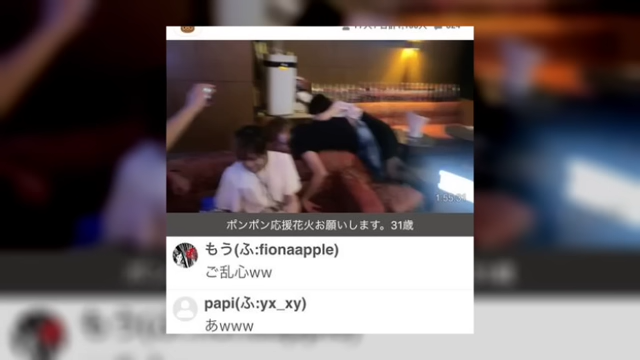 1:55:34
ポンポン応援花火お願いします。31歳
もう(ふ:fionaapple)
ご乱心ww
papi(ふ:yx_xy)
あwww